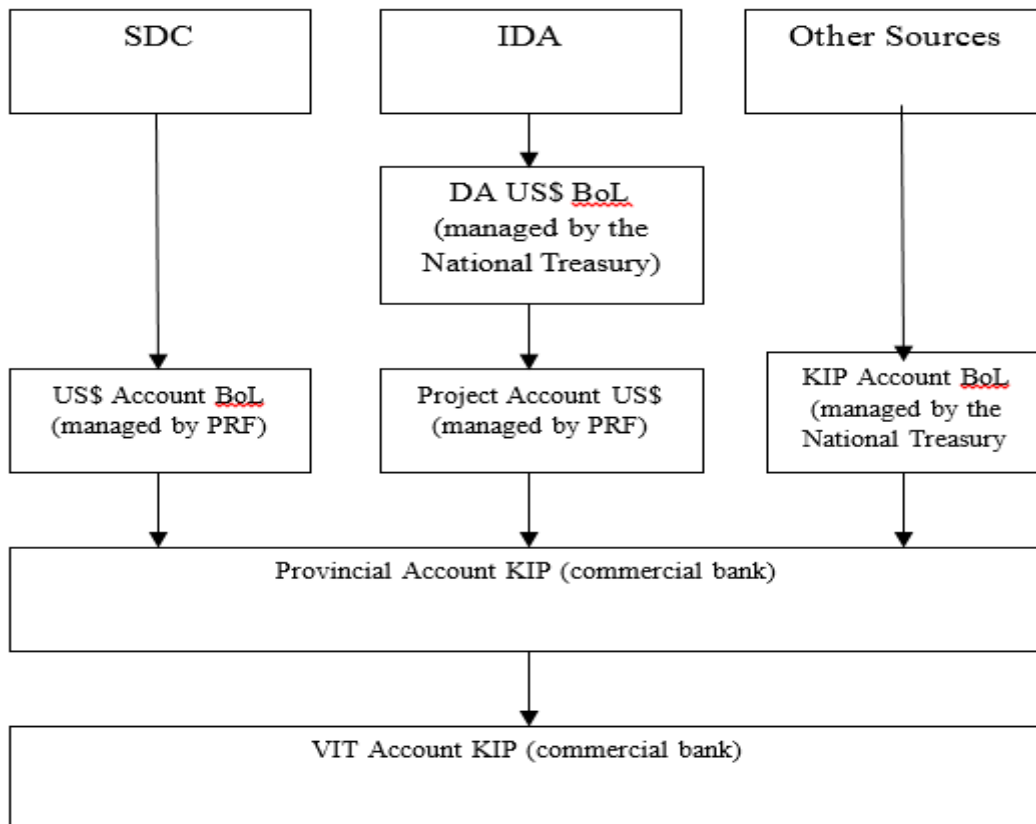 SDC
IDA
Other Sources
DA US$ BoL
(managed by the
National Treasury)
US$ Account BoL
(managed by PRF)
Project Account US$
(managed by PRF)
KIP Account BoL
(managed by the
National Treasury
Provincial Account KIP (commercial bank)
VIT Account KIP (commercial bank)